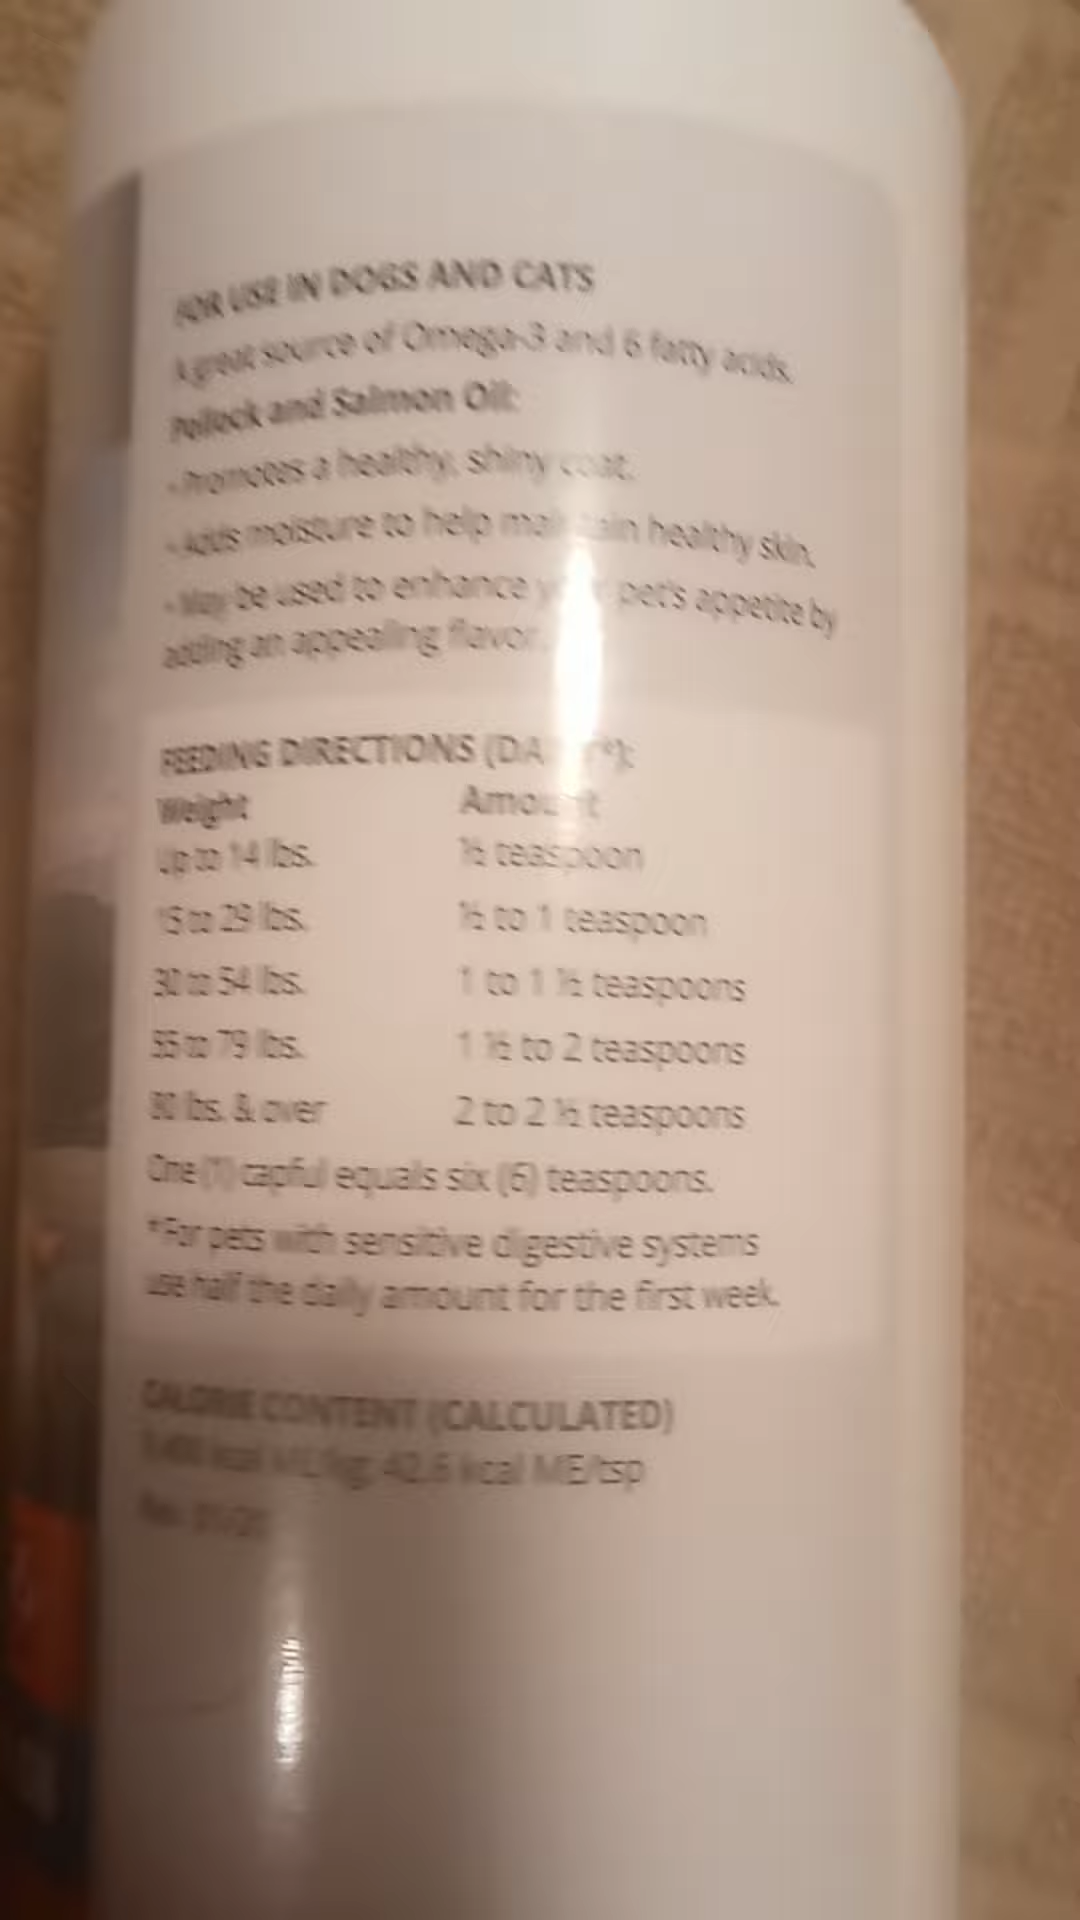 FOR USE IN DOGS AND CATS
A great source of Omega-3 and 6 fatty acids.
Pollock and Salmon Oil:
- Promotes a healthy, shiny coat.
- Adds moisture to help maintain healthy skin.
- May be used to enhance your pet's appetite by
adding an appealing flavor.
FEEDING DIRECTIONS (DAILY*):
Weight Amount
Up to 14 lbs. ½ teaspoon
15 to 29 lbs. ½ to 1 teaspoon
30 to 54 lbs. 1 to 1 ½ teaspoons
55 to 79 lbs. 1 ½ to 2 teaspoons
80 lbs. & over 2 to 2 ½ teaspoons
One (1) capful equals six (6) teaspoons.
*For pets with sensitive digestive systems
use half the daily amount for the first week.
CALORIE CONTENT (CALCULATED)
kcal ME/kg; 42.6 kcal ME/tsp